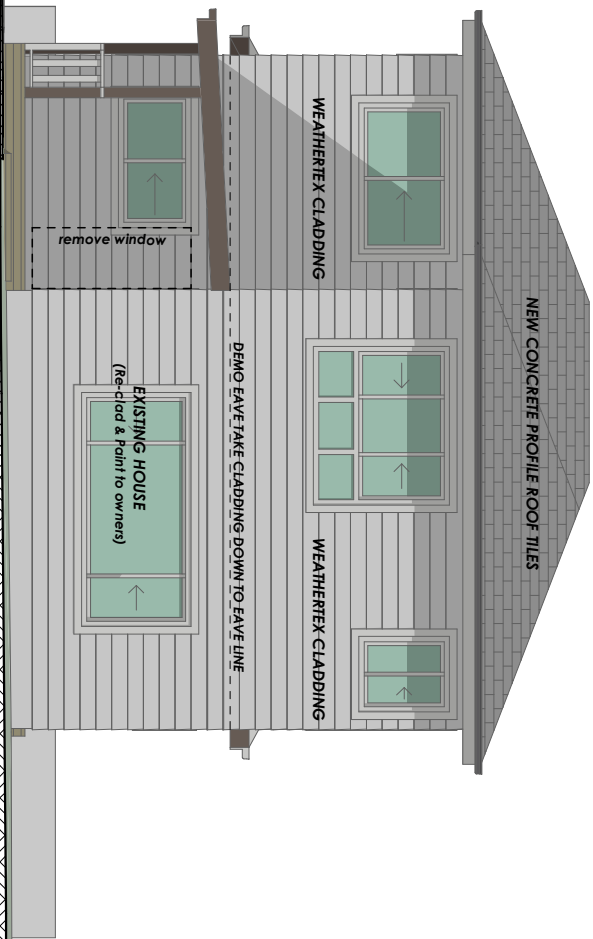 NEW CONCRETE PROFILE ROOF TILES
WEATHERTEX CLADDING
WEATHERTEX CLADDING
DEMO EAVE TAKE CLADDING DOWN TO EAVE LINE
remove window
EXISTING HOUSE
(Re-clad & Paint to owners)